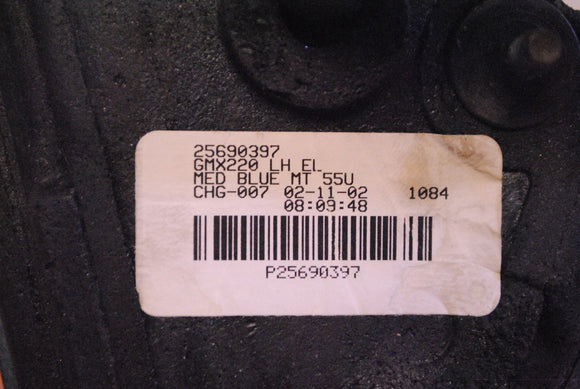 25690397
GMX220 LH EL
MED BLUE MT 55U
CHG-007 02-11-02 1084
08:09:48
P25690397